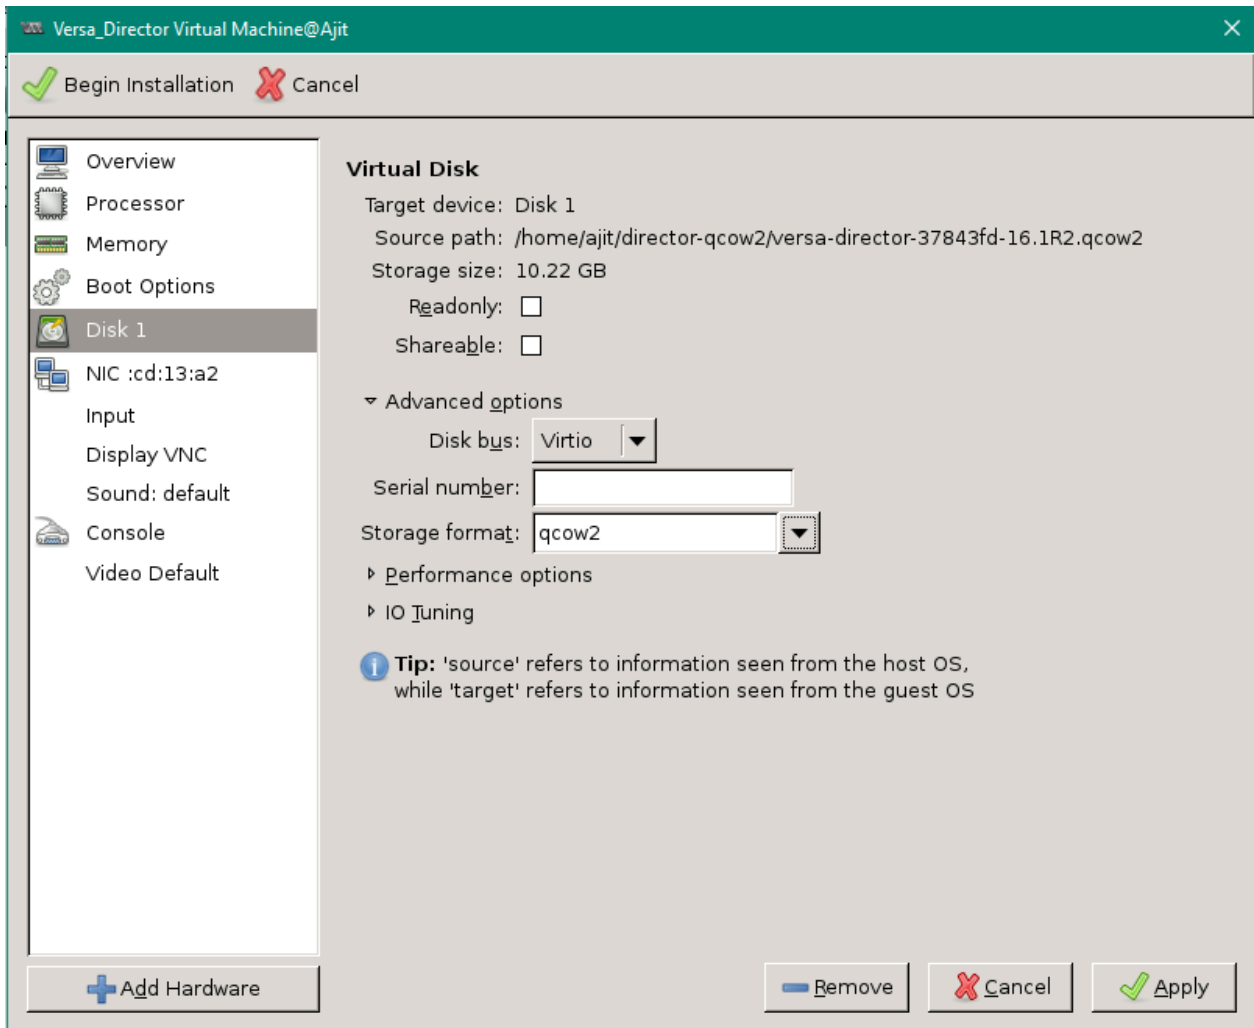 Versa_Director Virtual Machine@Ajit
Begin Installation Cancel
Overview
Processor
Memory
Boot Options
Disk 1
NIC :cd:13:a2
Input
Display VNC
Sound: default
Console
Video Default
Add Hardware
Virtual Disk
Target device: Disk 1
Source path: /home/ajit/director-qcow2/versa-director-37843fd-16.1R2.qcow2
Storage size: 10.22 GB
Readonly:
Shareable:
Advanced options
Disk bus: Virtio
Serial number:
Storage format: qcow2
Performance options
IO Tuning
Tip: 'source' refers to information seen from the host OS,
while 'target' refers to information seen from the guest OS
Remove Cancel Apply